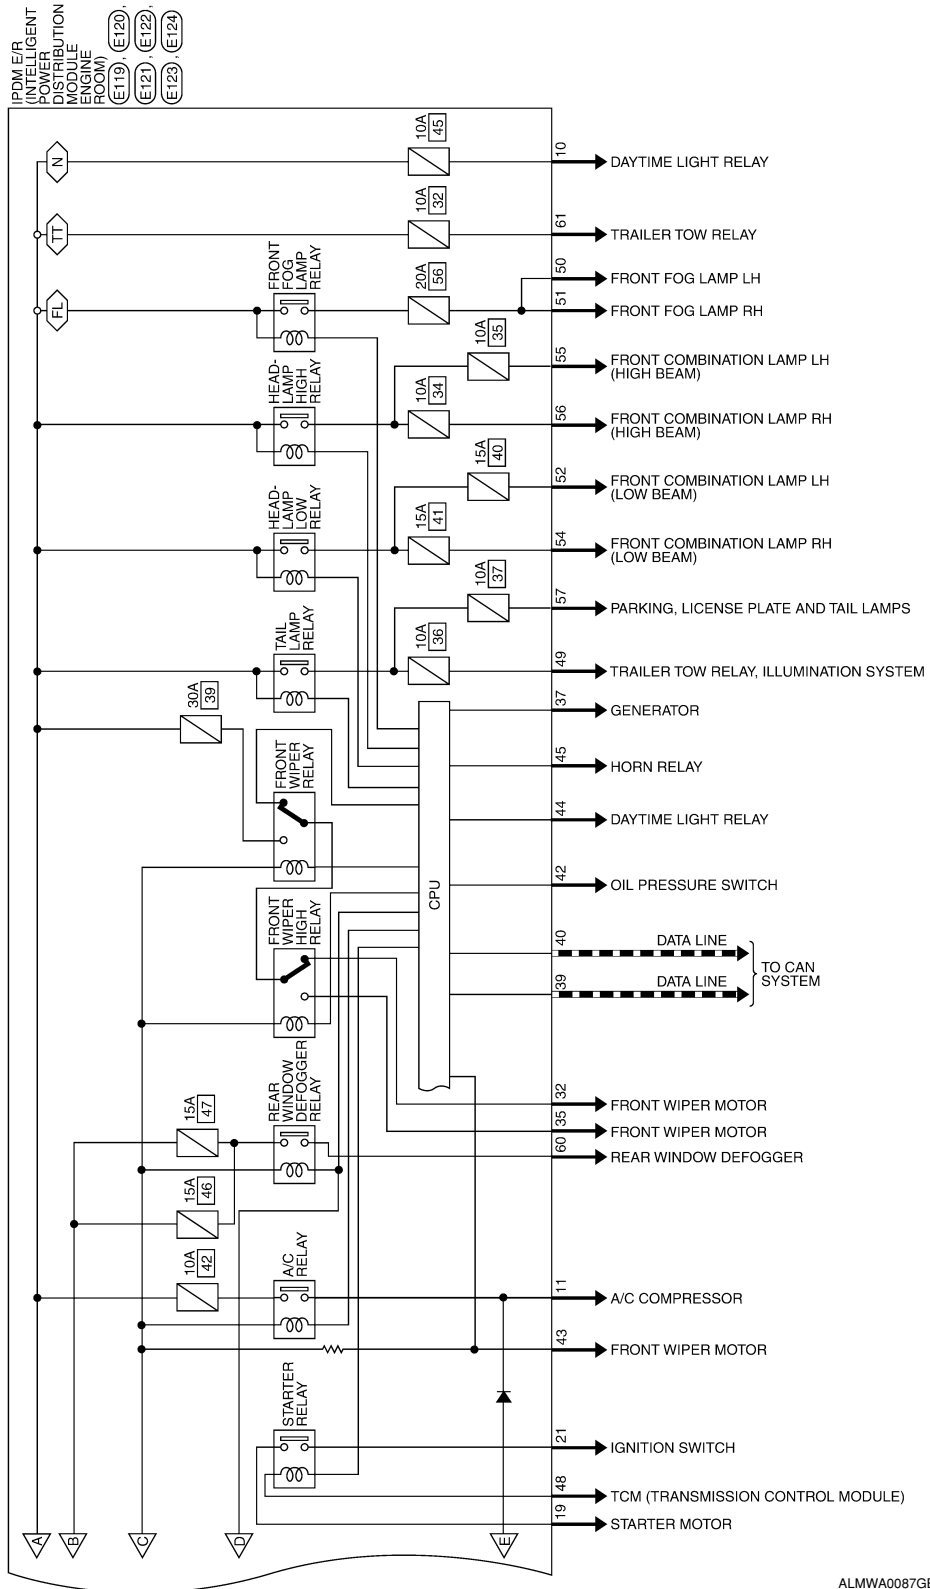 IPDM E/R
(INTELLIGENT
POWER
DISTRIBUTION
MODULE
ENGINE
ROOM)
E119, E120,
E121, E122,
E123, E124
N
10A
45
10
DAYTIME LIGHT RELAY
TT
10A
32
61
TRAILER TOW RELAY
FL
FRONT
FOG
LAMP
RELAY
20A
56
50
FRONT FOG LAMP LH
51
FRONT FOG LAMP RH
10A
35
55
FRONT COMBINATION LAMP LH
(HIGH BEAM)
HEAD-
LAMP
HIGH
RELAY
10A
34
56
FRONT COMBINATION LAMP RH
(HIGH BEAM)
15A
40
52
FRONT COMBINATION LAMP LH
(LOW BEAM)
HEAD-
LAMP
LOW
RELAY
15A
41
54
FRONT COMBINATION LAMP RH
(LOW BEAM)
10A
37
57
PARKING, LICENSE PLATE AND TAIL LAMPS
TAIL
LAMP
RELAY
10A
36
49
TRAILER TOW RELAY, ILLUMINATION SYSTEM
30A
39
37
GENERATOR
FRONT
WIPER
RELAY
45
HORN RELAY
44
DAYTIME LIGHT RELAY
CPU
42
OIL PRESSURE SWITCH
FRONT
WIPER
HIGH
RELAY
40
DATA LINE
39
DATA LINE
TO CAN
SYSTEM
REAR
WINDOW
DEFOGGER
RELAY
32
FRONT WIPER MOTOR
15A
47
35
FRONT WIPER MOTOR
60
REAR WINDOW DEFOGGER
15A
46
10A
42
A/C
RELAY
11
A/C COMPRESSOR
43
FRONT WIPER MOTOR
STARTER
RELAY
21
IGNITION SWITCH
48
TCM (TRANSMISSION CONTROL MODULE)
19
STARTER MOTOR
A
B
C
D
E
ALMWA0087GE